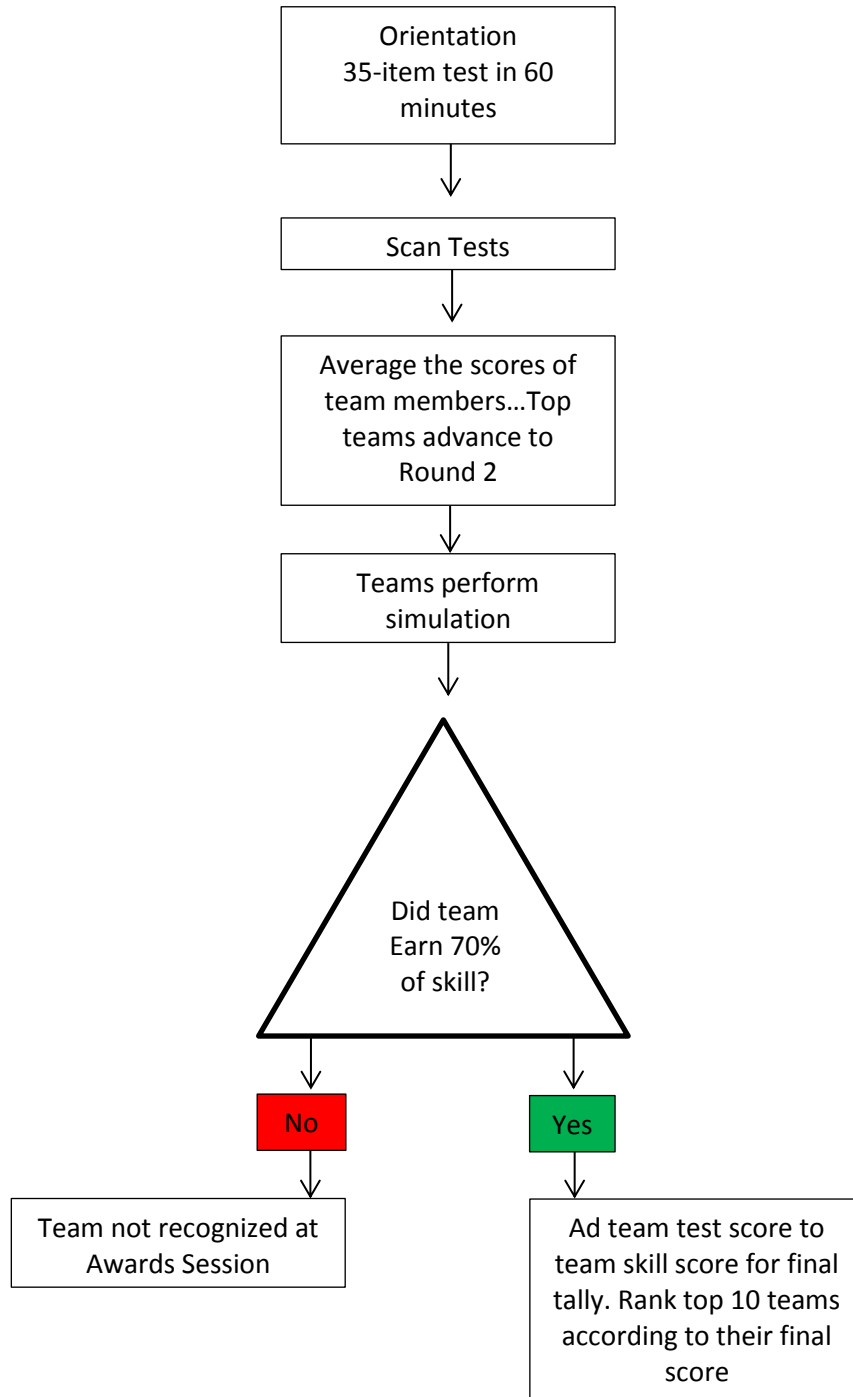 Orientation
35-item test in 60
minutes
Scan Tests
Average the scores of
team members...Top
teams advance to
Round 2
Teams perform
simulation
Did team
Earn 70%
of skill?
No
Yes
Team not recognized at
Awards Session
Ad team test score to
team skill score for final
tally. Rank top 10 teams
according to their final
score